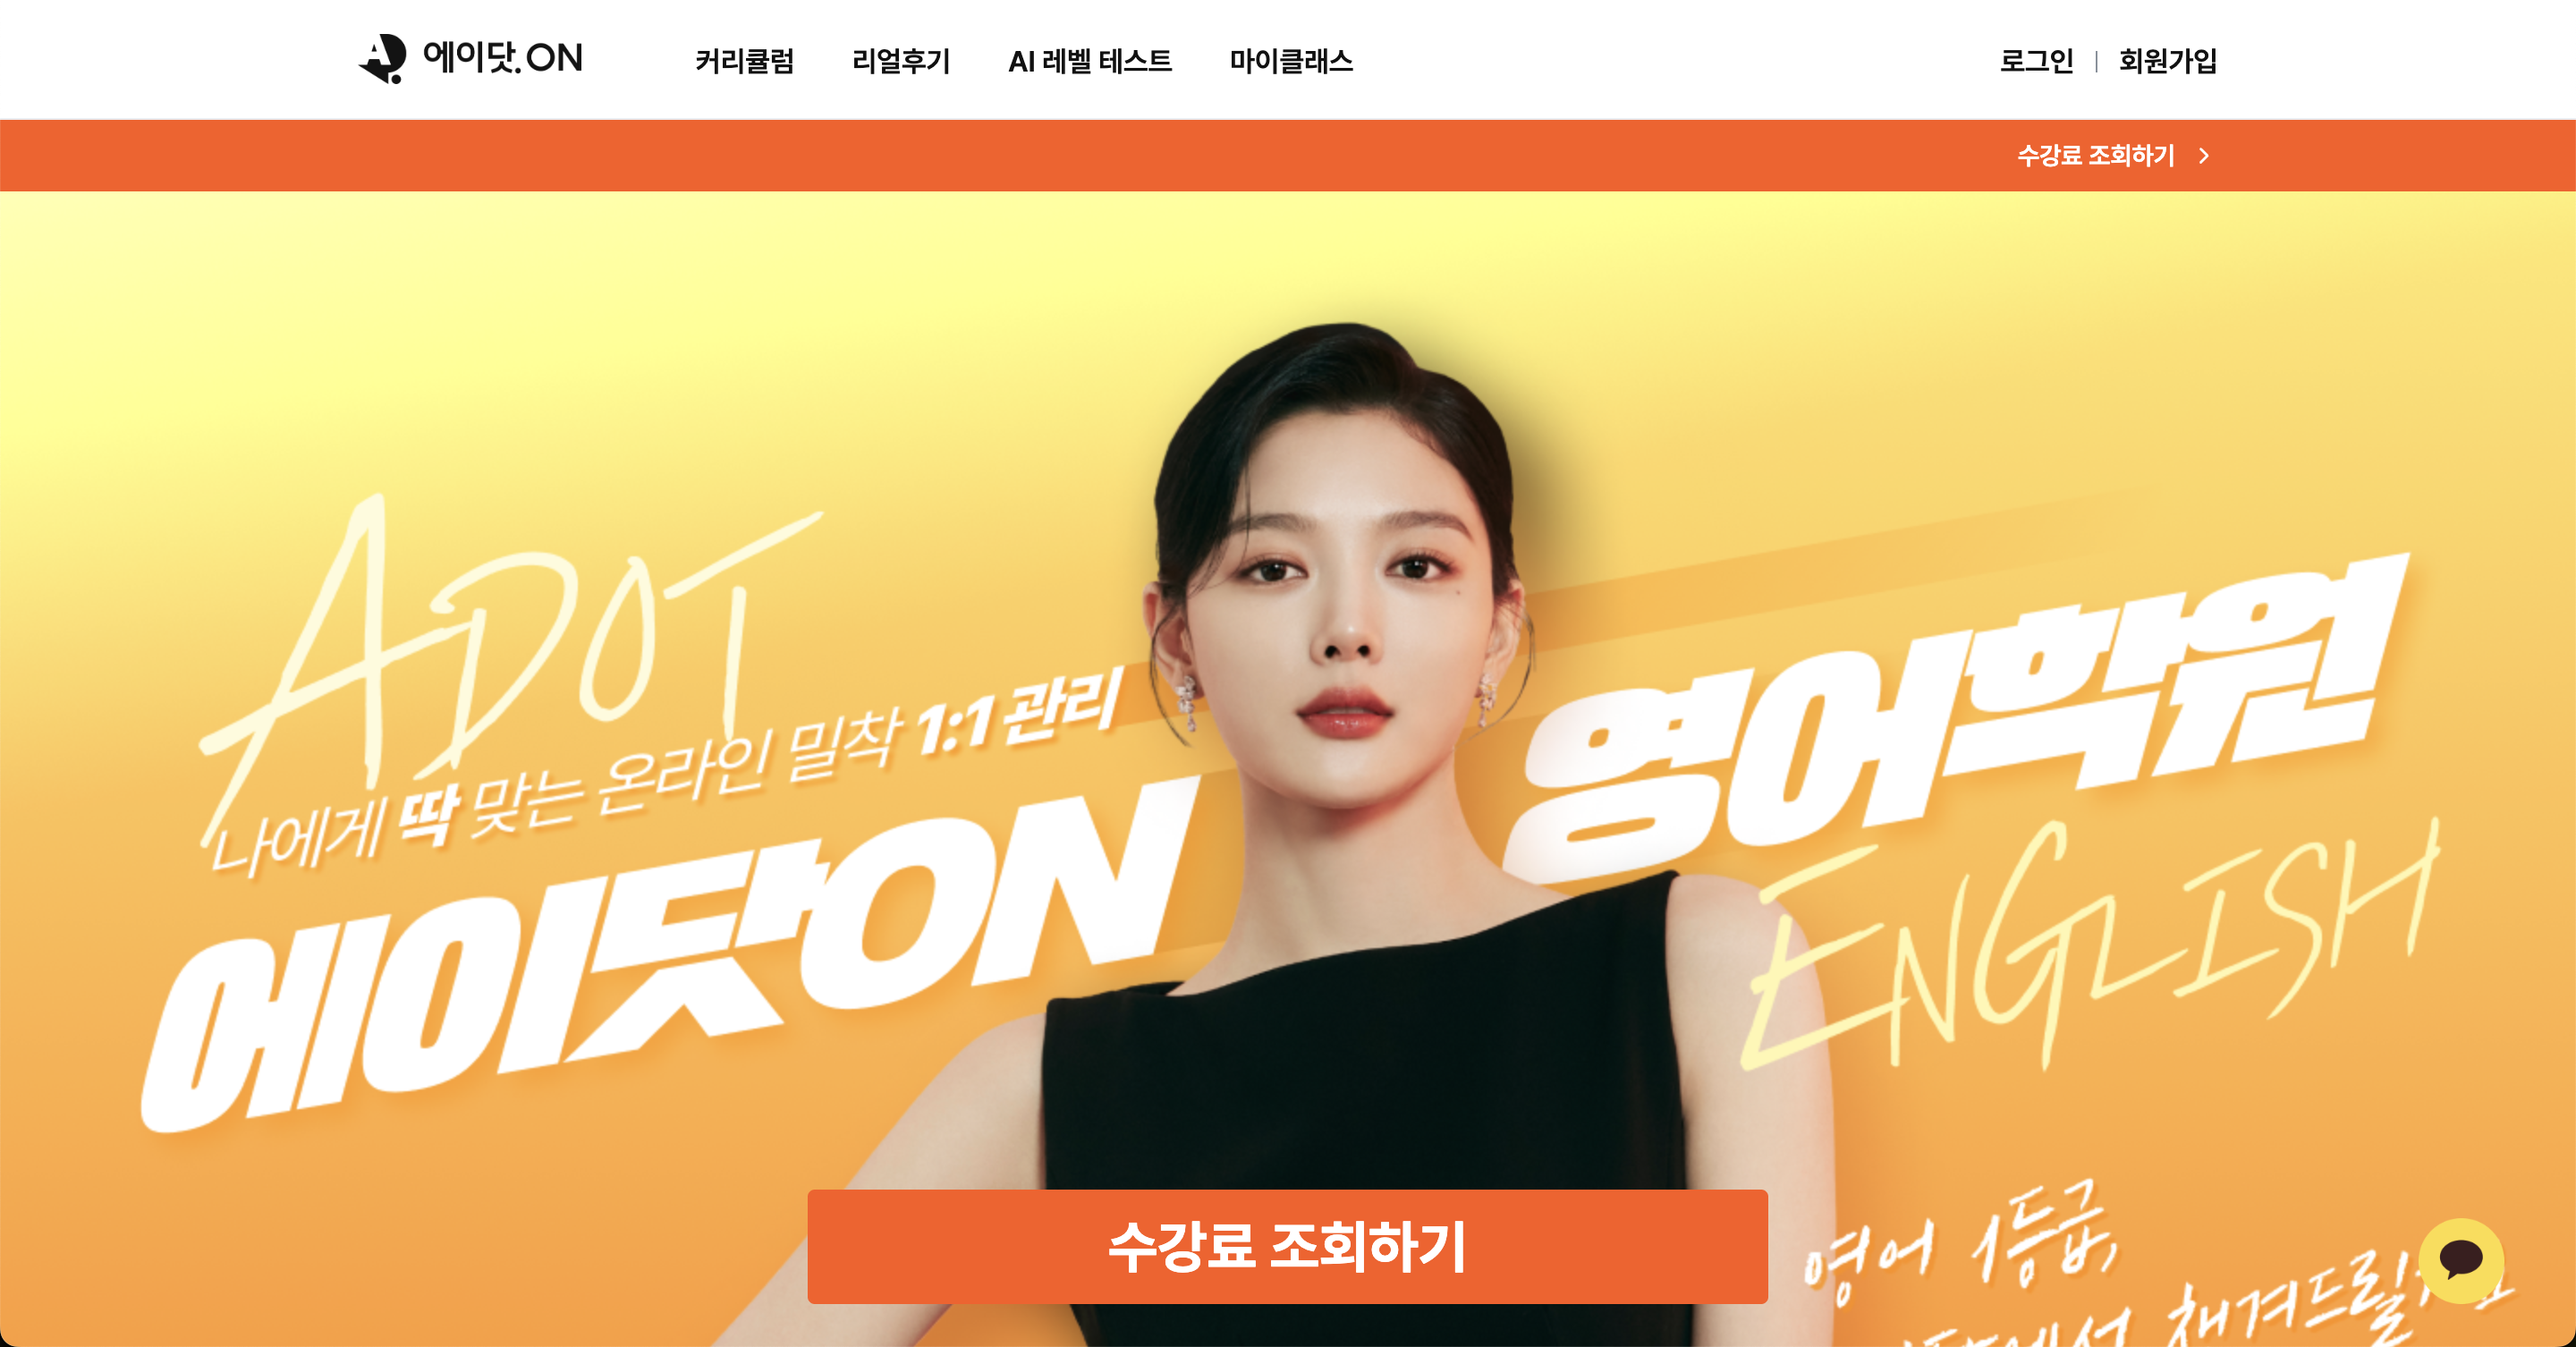 에이닷.ON
커리큘럼 리얼후기 AI 레벨 테스트 마이클래스
로그인 | 회원가입
수강료 조회하기
ADOT
나에게 딱 맞는 온라인 밀착 1:1 관리
에이닷ON 영어학원
ENGLISH
수강료 조회하기
영어 1등급,